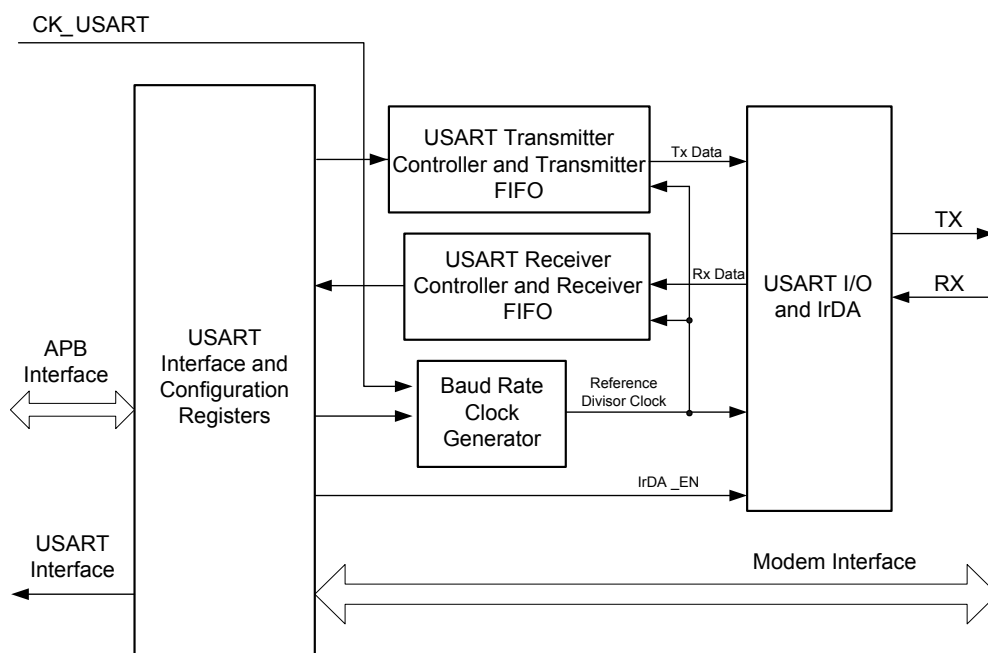 CK_USART
USART Transmitter
Controller and Transmitter
FIFO
Tx Data
USART Receiver
Controller and Receiver
FIFO
Rx Data
TX
RX
USART I/O
and IrDA
USART
Interface and
Configuration
Registers
APB
Interface
Baud Rate
Clock
Generator
Reference
Divisor Clock
IrDA _EN
USART
Interface
Modem Interface